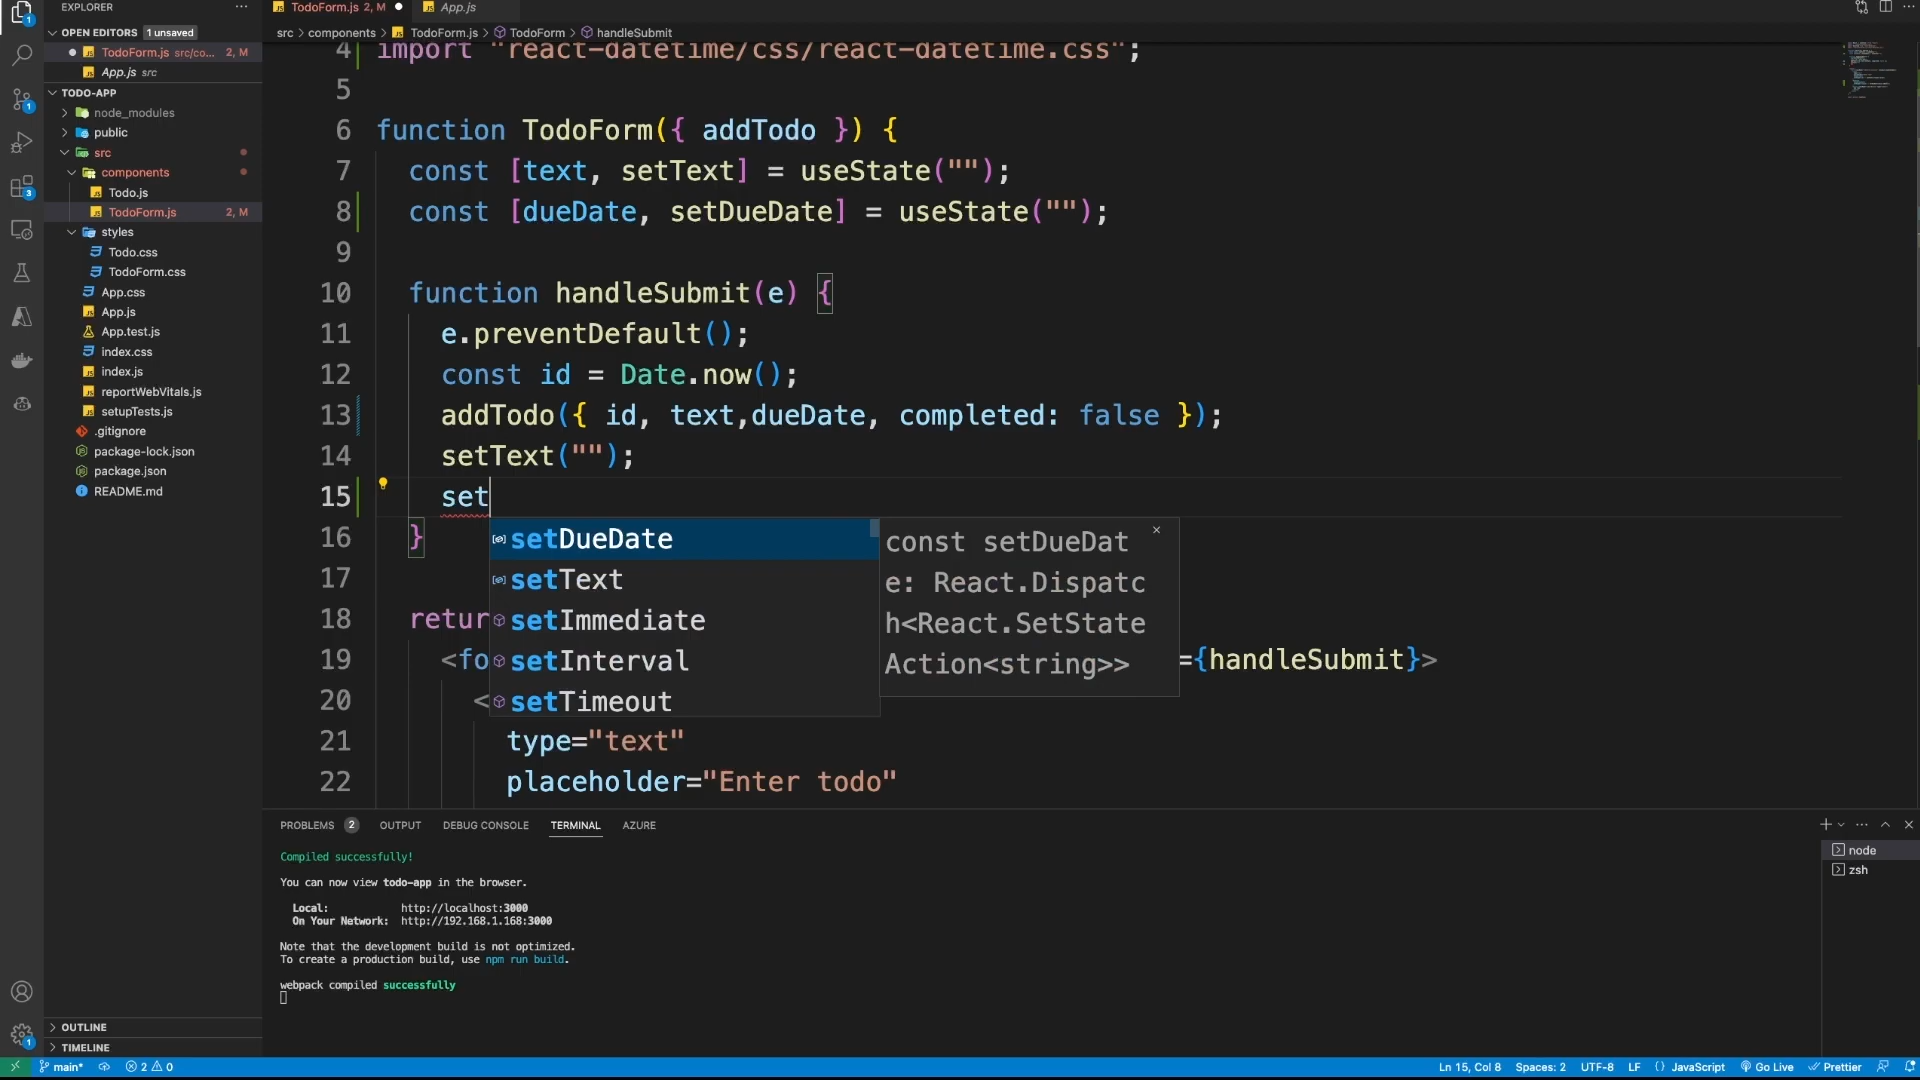 EXPLORER
OPEN EDITORS 1 unsaved
TodoForm.js src/co... 2, M
App.js src
TODO-APP
node_modules
public
src
components
Todo.js
TodoForm.js 2, M
styles
Todo.css
TodoForm.css
App.css
App.js
App.test.js
index.css
index.js
reportWebVitals.js
setupTests.js
.gitignore
package-lock.json
package.json
README.md
OUTLINE
TIMELINE
TodoForm.js 2, M
App.js
src > components > TodoForm.js > TodoForm > handleSubmit
4 import "react-datetime/css/react-datetime.css";
5
6 function TodoForm({ addTodo }) {
7 const [text, setText] = useState("");
8 const [dueDate, setDueDate] = useState("");
9
10 function handleSubmit(e) {
11 e.preventDefault();
12 const id = Date.now();
13 addTodo({ id, text,dueDate, completed: false });
14 setText("");
15 set
16 }
17
18 retur
19 <fo ={handleSubmit}>
20 <
21 type="text"
22 placeholder="Enter todo"
setDueDate
setText
setImmediate
setInterval
setTimeout
const setDueDat
e: React.Dispatc
h<React.SetState
Action<string>>
PROBLEMS 2 OUTPUT DEBUG CONSOLE TERMINAL AZURE
Compiled successfully!
You can now view todo-app in the browser.
Local: http://localhost:3000
On Your Network: http://192.168.1.168:3000
Note that the development build is not optimized.
To create a production build, use npm run build.
webpack compiled successfully
node
zsh
main* 2 0 Ln 15, Col 8 Spaces: 2 UTF-8 LF {} JavaScript Go Live Prettier